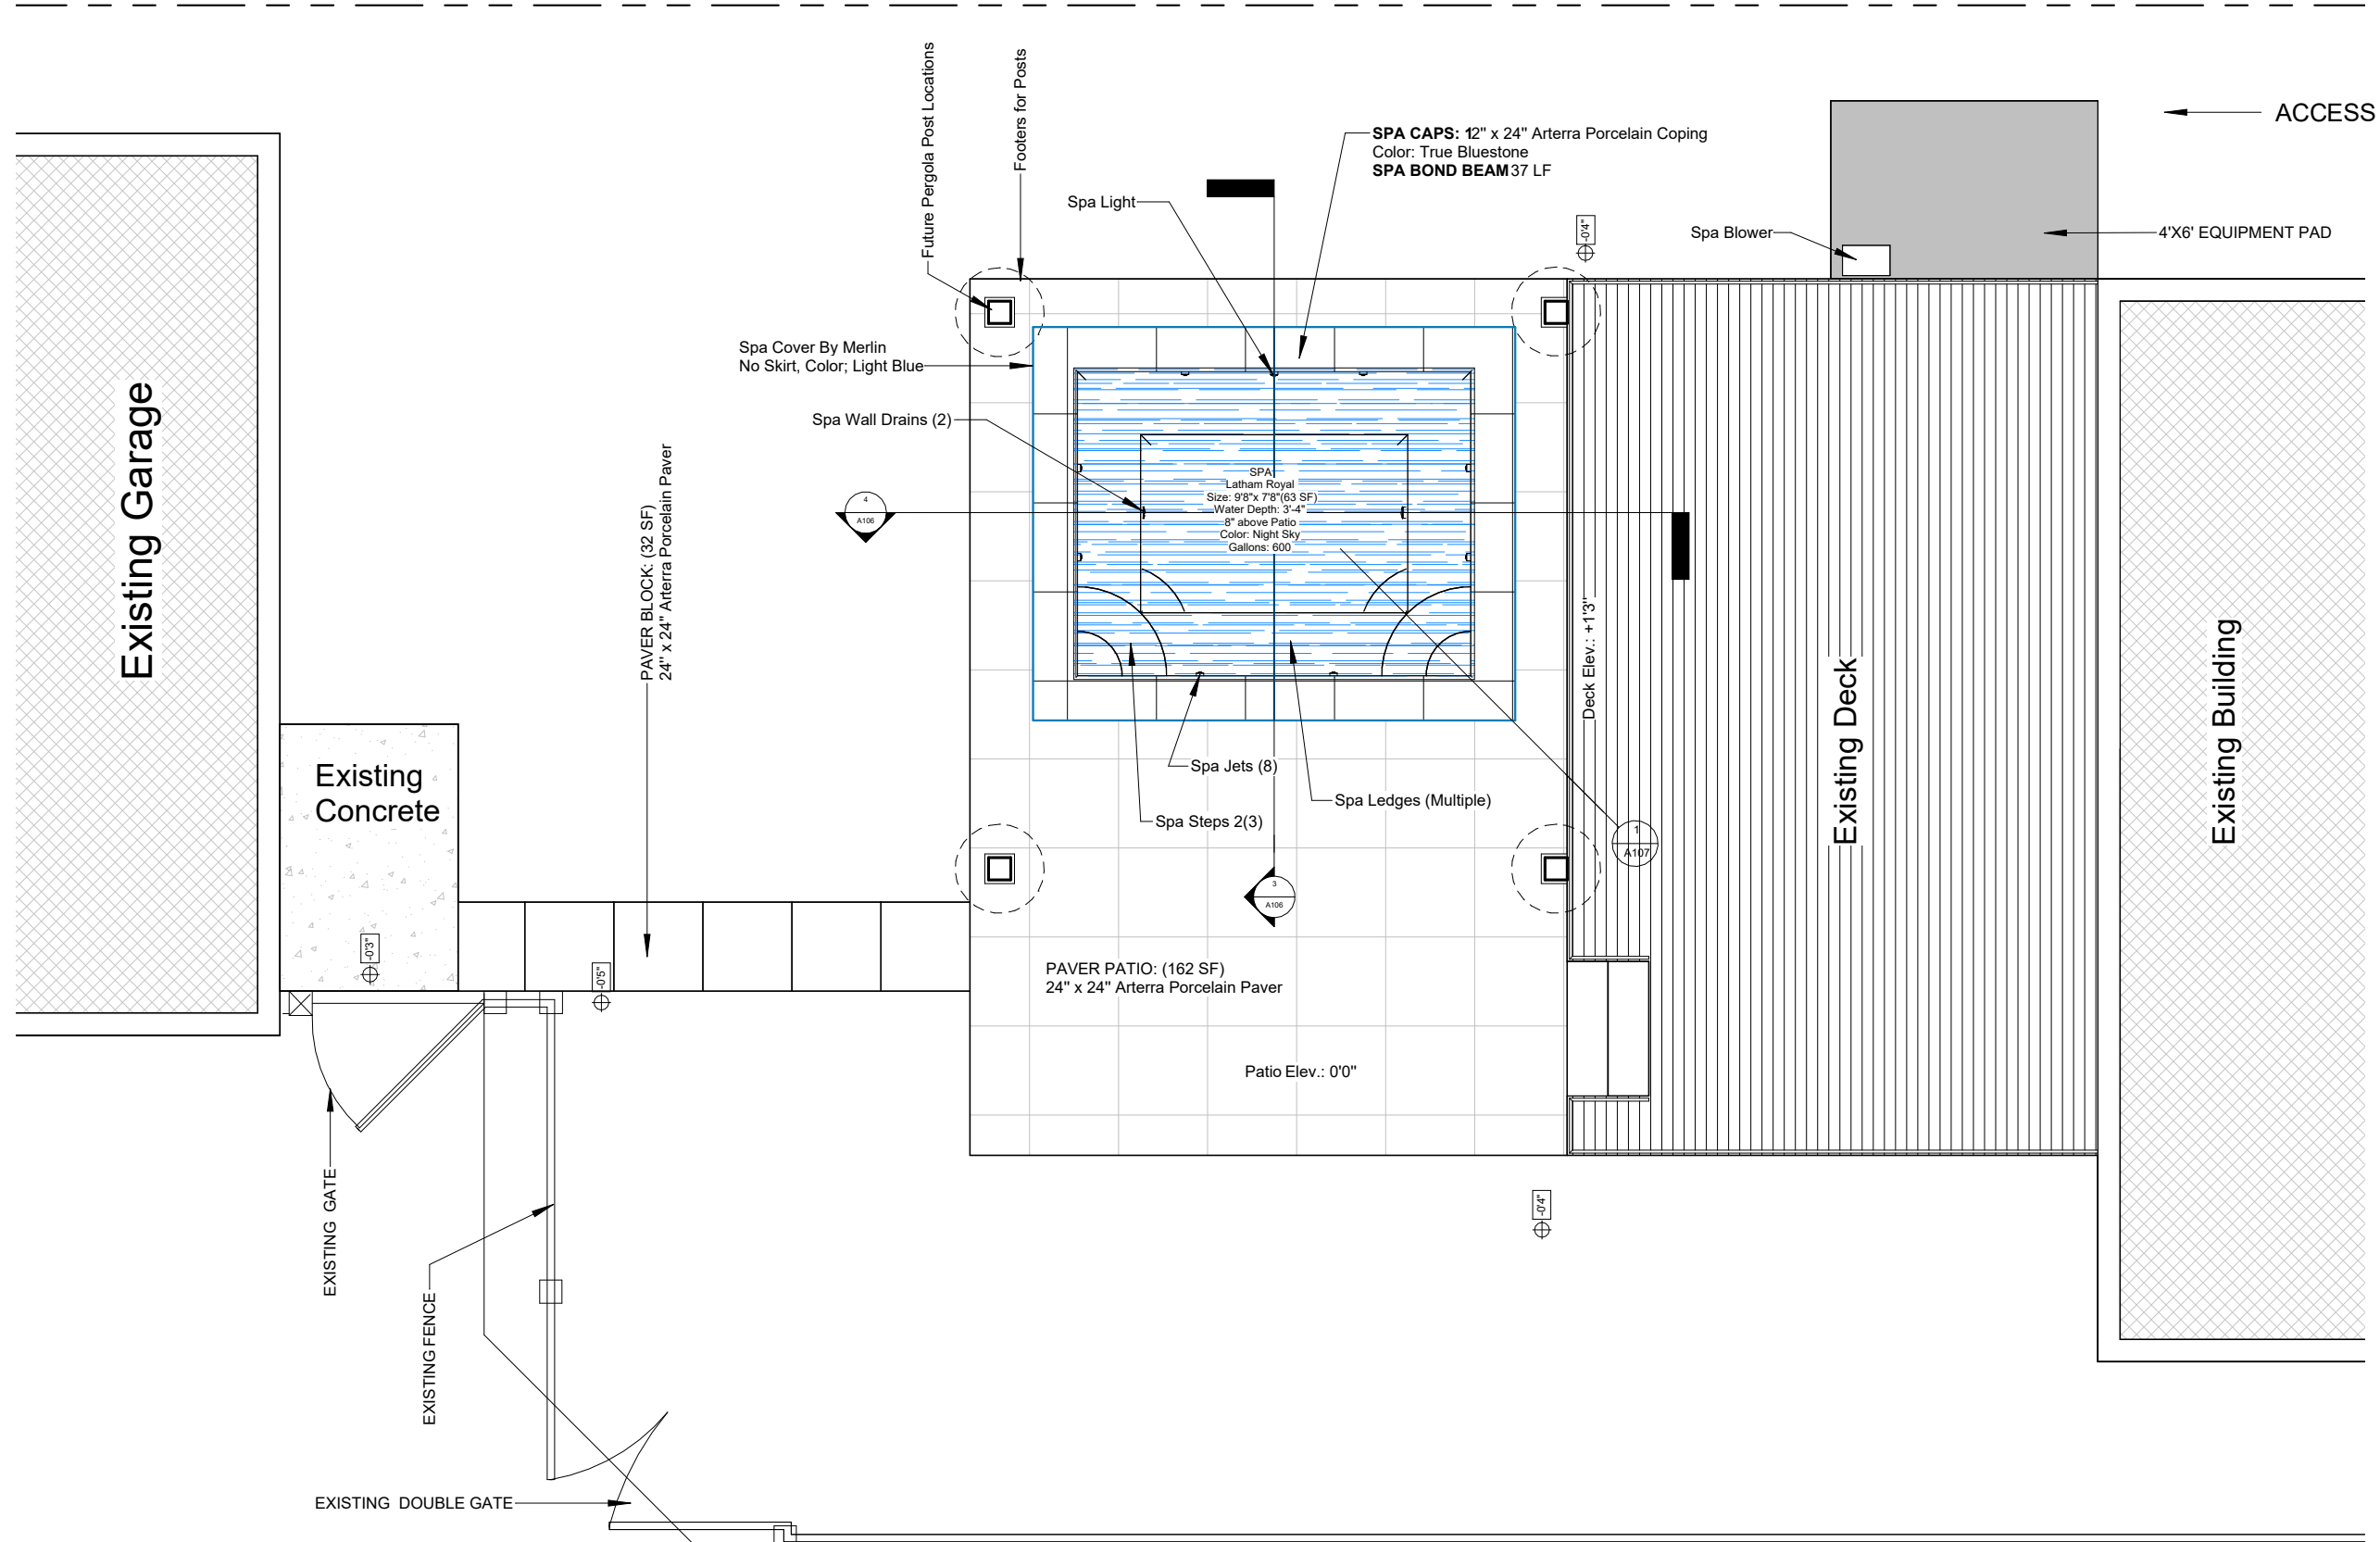 ACCESS
Future Pergola Post Locations
Footers for Posts
SPA CAPS: 12" x 24" Arterra Porcelain Coping
Color: True Bluestone
SPA BOND BEAM 37 LF
Spa Light
-0'4"
Spa Blower
4'X6' EQUIPMENT PAD
Spa Cover By Merlin
No Skirt, Color; Light Blue
Spa Wall Drains (2)
Existing Garage
PAVER BLOCK: (32 SF)
24" x 24" Arterra Porcelain Paver
4
A106
SPA
Latham Royal
Size: 9'8"x 7'8"(63 SF)
Water Depth: 3'-4"
8" above Patio
Color: Night Sky
Gallons: 600
Deck Elev.: +1'3"
Existing Deck
Existing Building
Existing
Concrete
Spa Jets (8)
Spa Ledges (Multiple)
Spa Steps 2(3)
1
A107
3
A106
-0'3"
-0'5"
PAVER PATIO: (162 SF)
24" x 24" Arterra Porcelain Paver
Patio Elev.: 0'0"
-0'4"
EXISTING GATE
EXISTING FENCE
EXISTING DOUBLE GATE